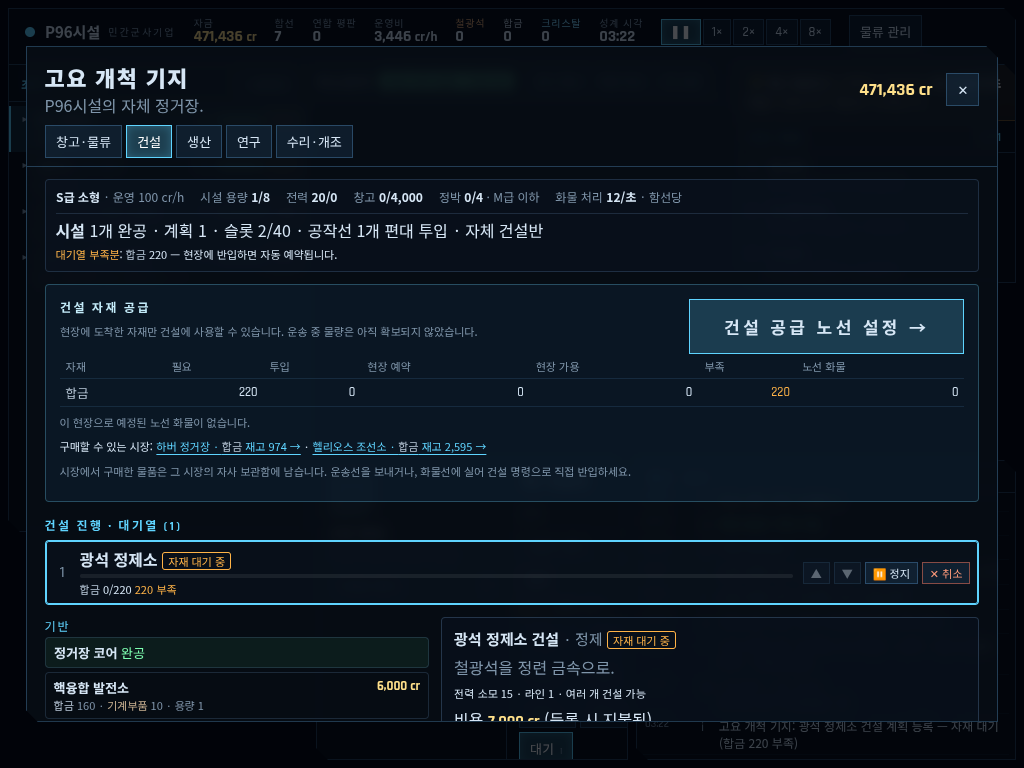 P96시설 민간군사기업
자금 함선 연합 평판 운영비 철광석 합금 크리스탈 성계 시각
471,436 cr 7 0 3,446 cr/h 0 0 0 03:22
❚❚ 1× 2× 4× 8× 물류 관리
고요 개척 기지
P96시설의 자체 정거장.
471,436 cr ×
창고·물류 건설 생산 연구 수리·개조
S급 소형 · 운영 100 cr/h 시설 용량 1/8 전력 20/0 창고 0/4,000 정박 0/4 · M급 이하 화물 처리 12/초 · 함선당
시설 1개 완공 · 계획 1 · 슬롯 2/40 · 공작선 1개 편대 투입 · 자체 건설반
대기열 부족분: 합금 220 — 현장에 반입하면 자동 예약됩니다.
건설 자재 공급
현장에 도착한 자재만 건설에 사용할 수 있습니다. 운송 중 물량은 아직 확보되지 않았습니다.
건설 공급 노선 설정 →
자재 필요 투입 현장 예약 현장 가용 부족 노선 화물
합금 220 0 0 0 220 0
이 현장으로 예정된 노선 화물이 없습니다.
구매할 수 있는 시장: 하버 정거장 · 합금 재고 974 → · 헬리오스 조선소 · 합금 재고 2,595 →
시장에서 구매한 물품은 그 시장의 자사 보관함에 남습니다. 운송선을 보내거나, 화물선에 실어 건설 명령으로 직접 반입하세요.
건설 진행 · 대기열 (1)
1 광석 정제소 자재 대기 중
▲ ▼ ⏸ 정지 × 취소
합금 0/220 220 부족
기반
정거장 코어 완공
핵융합 발전소 6,000 cr
합금 160 · 기계부품 10 · 용량 1
광석 정제소 건설 · 정제 자재 대기 중
철광석을 정련 금속으로.
전력 소모 15 · 라인 1 · 여러 개 건설 가능
비용 7,000 cr (등록 시 지불됨)
03:22 고요 개척 기지: 광석 정제소 건설 계획 등록 — 자재 대기
(합금 220 부족)
대기